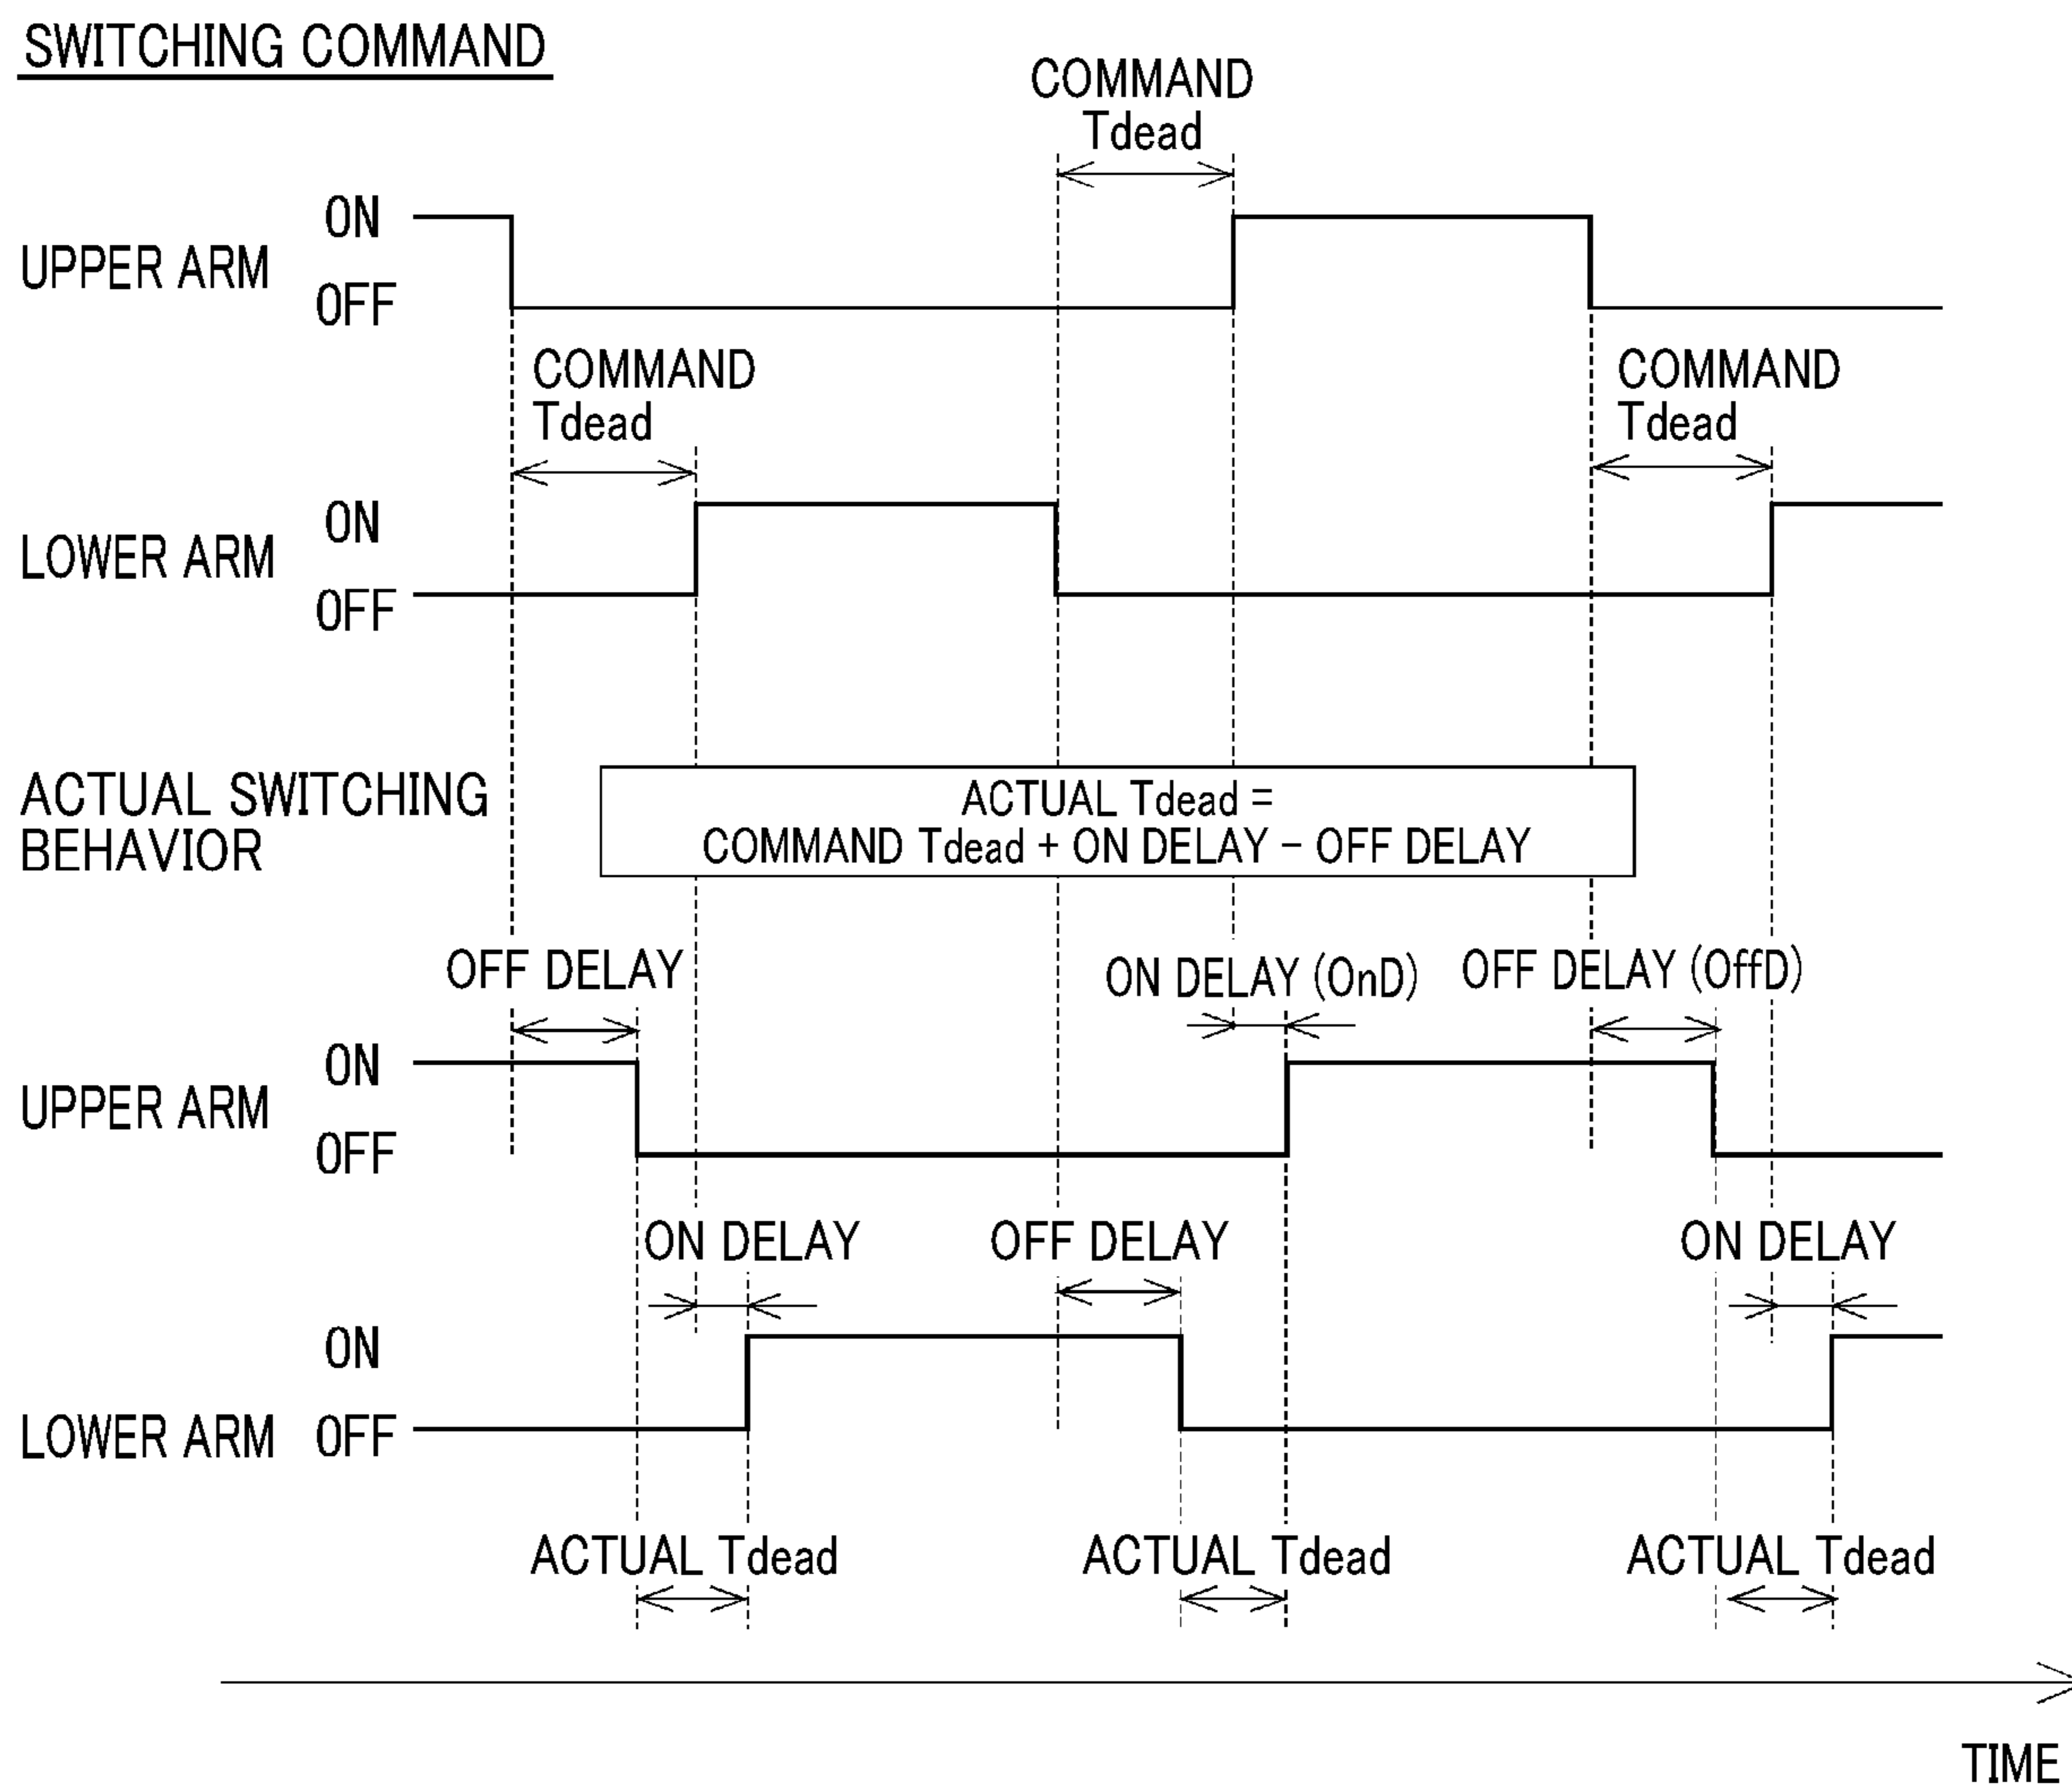 SWITCHING COMMAND
COMMAND
Tdead
ON
UPPER ARM
OFF
COMMAND
Tdead
COMMAND
Tdead
ON
LOWER ARM
OFF
ACTUAL SWITCHING
BEHAVIOR
ACTUAL Tdead =
COMMAND Tdead + ON DELAY − OFF DELAY
OFF DELAY
ON DELAY (OnD)
OFF DELAY (OffD)
ON
UPPER ARM
OFF
ON DELAY
OFF DELAY
ON DELAY
ON
LOWER ARM
OFF
ACTUAL Tdead
ACTUAL Tdead
ACTUAL Tdead
TIME